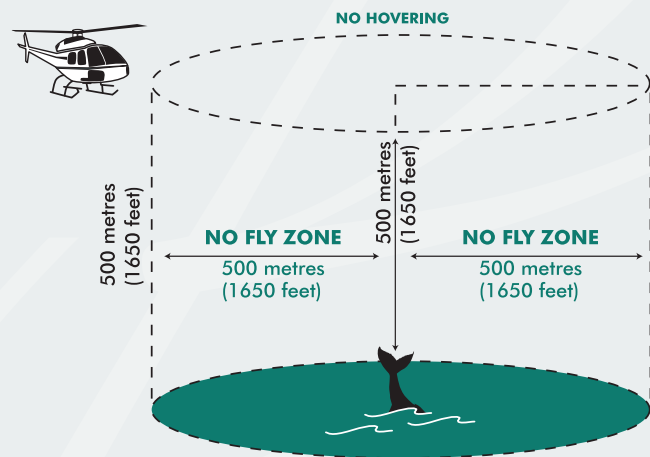 NO HOVERING
500 metres
(1650 feet)
NO FLY ZONE
500 metres
(1650 feet)
500 metres
(1650 feet)
NO FLY ZONE
500 metres
(1650 feet)